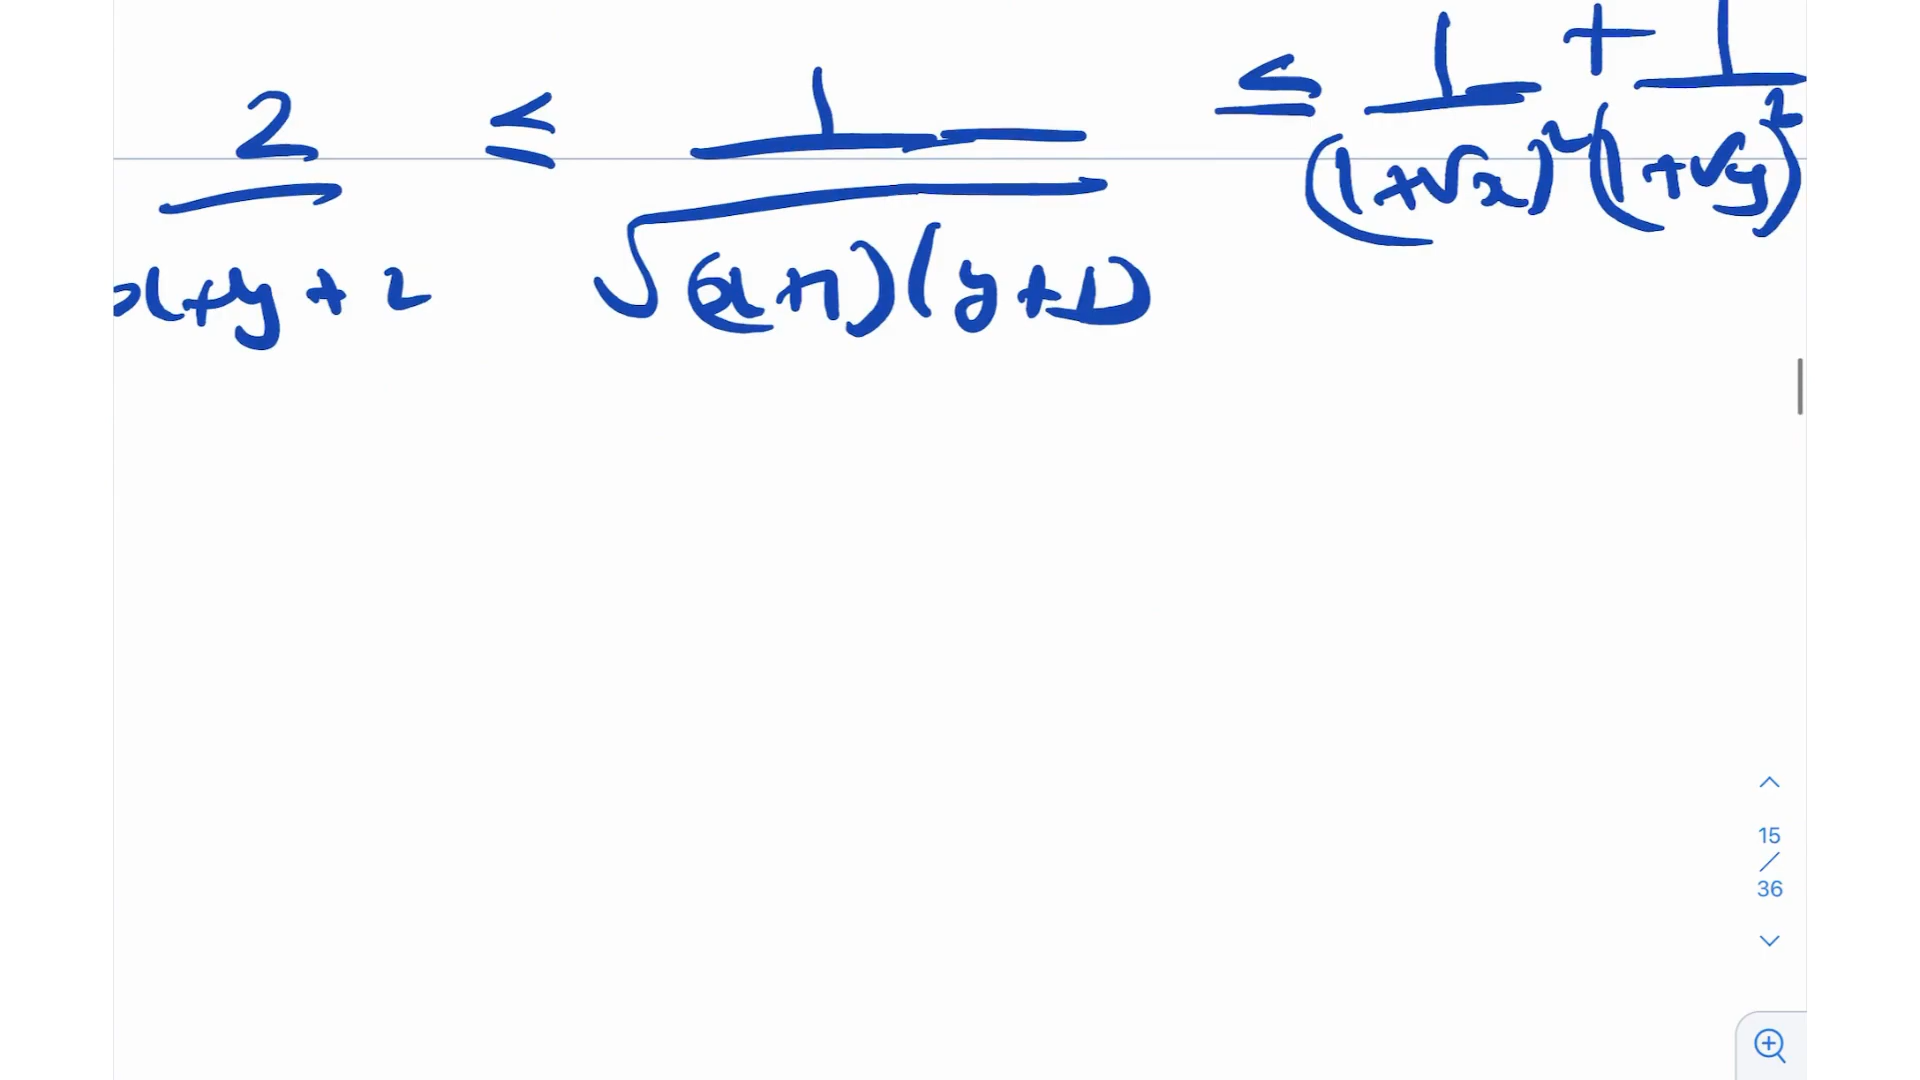 2/(x+y+2) ≤ 1/√((x+1)(y+1)) ≤ 1/(1+√x)² + 1/(1+√y)²
15
/
36